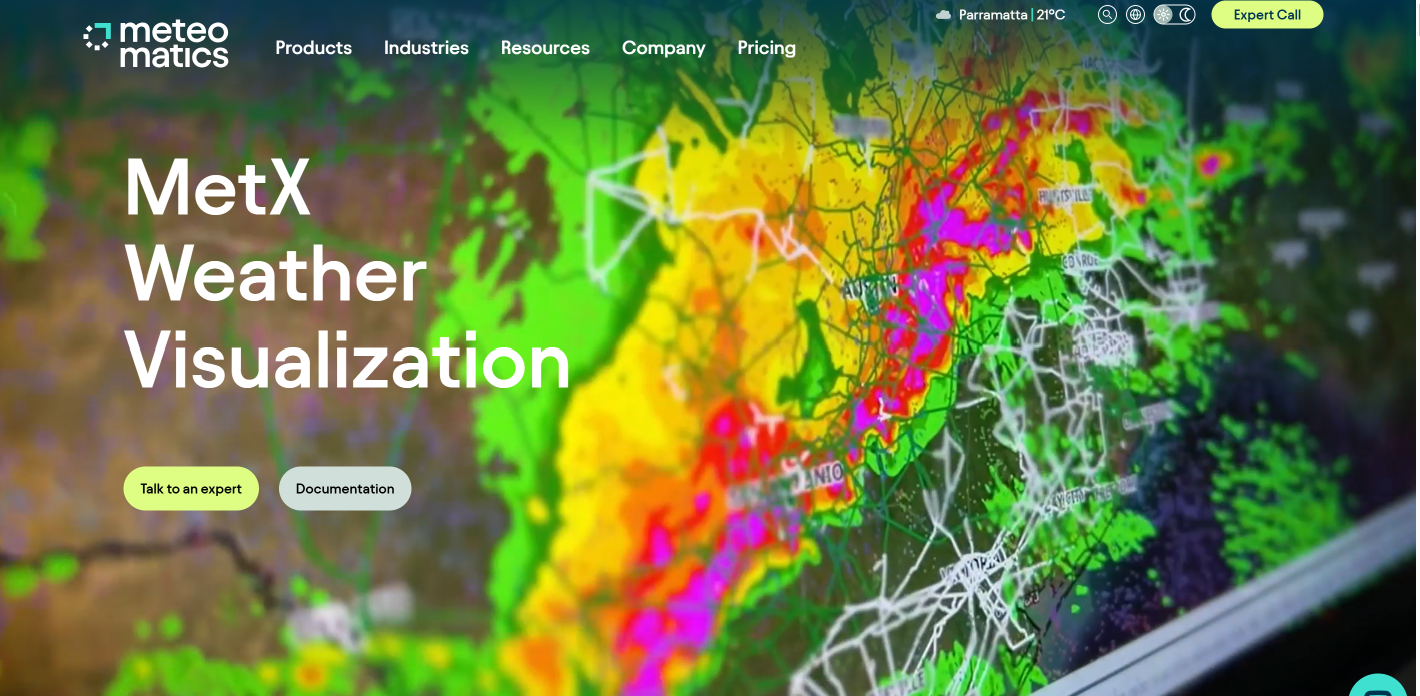 meteo
matics
Products
Industries
Resources
Company
Pricing
Parramatta | 21°C
Expert Call
MetX
Weather
Visualization
Talk to an expert
Documentation
AUSTIN
HUNTSVILLE